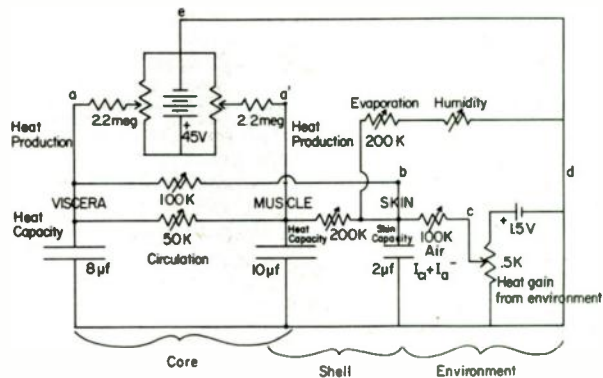 e
a
a'
2.2meg
+
45V
2.2meg
Heat
Production
Heat
Production
Evaporation
200K
Humidity
b
d
100K
VISCERA
MUSCLE
SKIN
Heat
Capacity
50K
Circulation
Heat
Capacity
200K
Skin
Capacity
100K
Air
c
+
1.5V
.5K
Heat gain
from environment
8μf
10μf
2μf
Ia+Ia-
Core
Shell
Environment